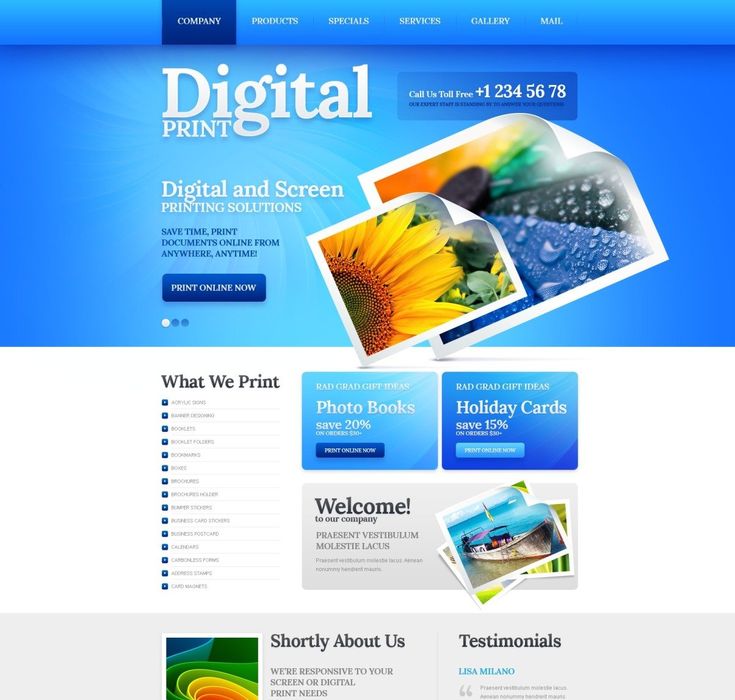 COMPANY
PRODUCTS
SPECIALS
SERVICES
GALLERY
MAIL
Digital
PRINT
Call Us Toll Free +1 234 56 78
OUR EXPERT STAFF IS STANDING BY TO ANSWER YOUR QUESTIONS
Digital and Screen
PRINTING SOLUTIONS
SAVE TIME, PRINT
DOCUMENTS ONLINE FROM
ANYWHERE, ANYTIME!
PRINT ONLINE NOW
What We Print
ACRYLIC SIGNS
BANNER DESIGNING
BOOKLETS
BOOKLET FOLDERS
BOOKMARKS
BOXES
BROCHURES
BROCHURES HOLDER
BUMPER STICKERS
BUSINESS CARD STICKERS
BUSINESS POSTCARD
CALENDARS
CARBONLESS FORMS
ADDRESS STAMPS
CARD MAGNETS
RAD GRAD GIFT IDEAS
Photo Books
save 20%
ON ORDERS $30+
PRINT ONLINE NOW
RAD GRAD GIFT IDEAS
Holiday Cards
save 15%
ON ORDERS $30+
PRINT ONLINE NOW
Welcome!
to our company
PRAESENT VESTIBULUM
MOLESTIE LACUS
Praesent vestibulum molestie lacus. Aenean
nonummy hendrerit mauris.
Shortly About Us
WE'RE RESPONSIVE TO YOUR
SCREEN OR DIGITAL
PRINT NEEDS
Testimonials
LISA MILANO
Praesent vestibulum molestie lacus.
Aenean nonummy hendrerit mauris.